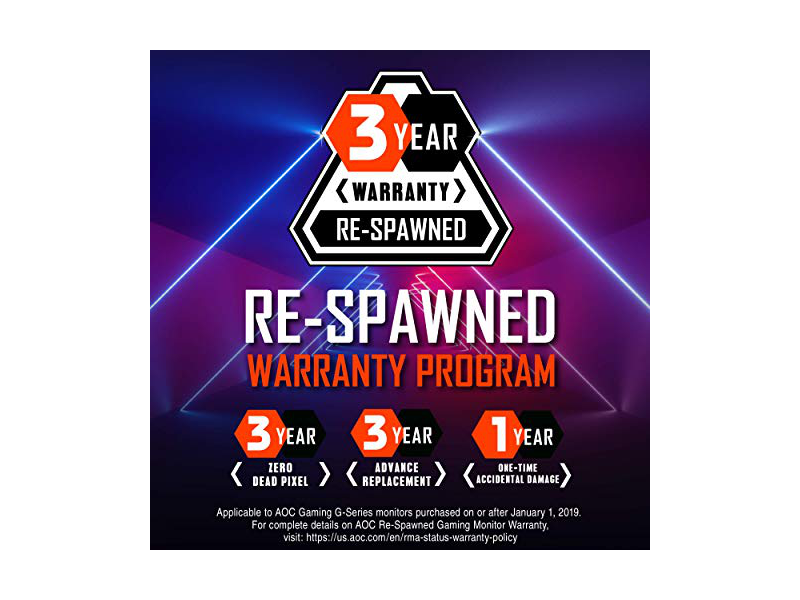 3 YEAR
WARRANTY
RE-SPAWNED
RE-SPAWNED
WARRANTY PROGRAM
3 YEAR
ZERO
DEAD PIXEL
3 YEAR
ADVANCE
REPLACEMENT
1 YEAR
ONE-TIME
ACCIDENTAL DAMAGE
Applicable to AOC Gaming G-Series monitors purchased on or after January 1, 2019.
For complete details on AOC Re-Spawned Gaming Monitor Warranty,
visit: https://us.aoc.com/en/rma-status-warranty-policy